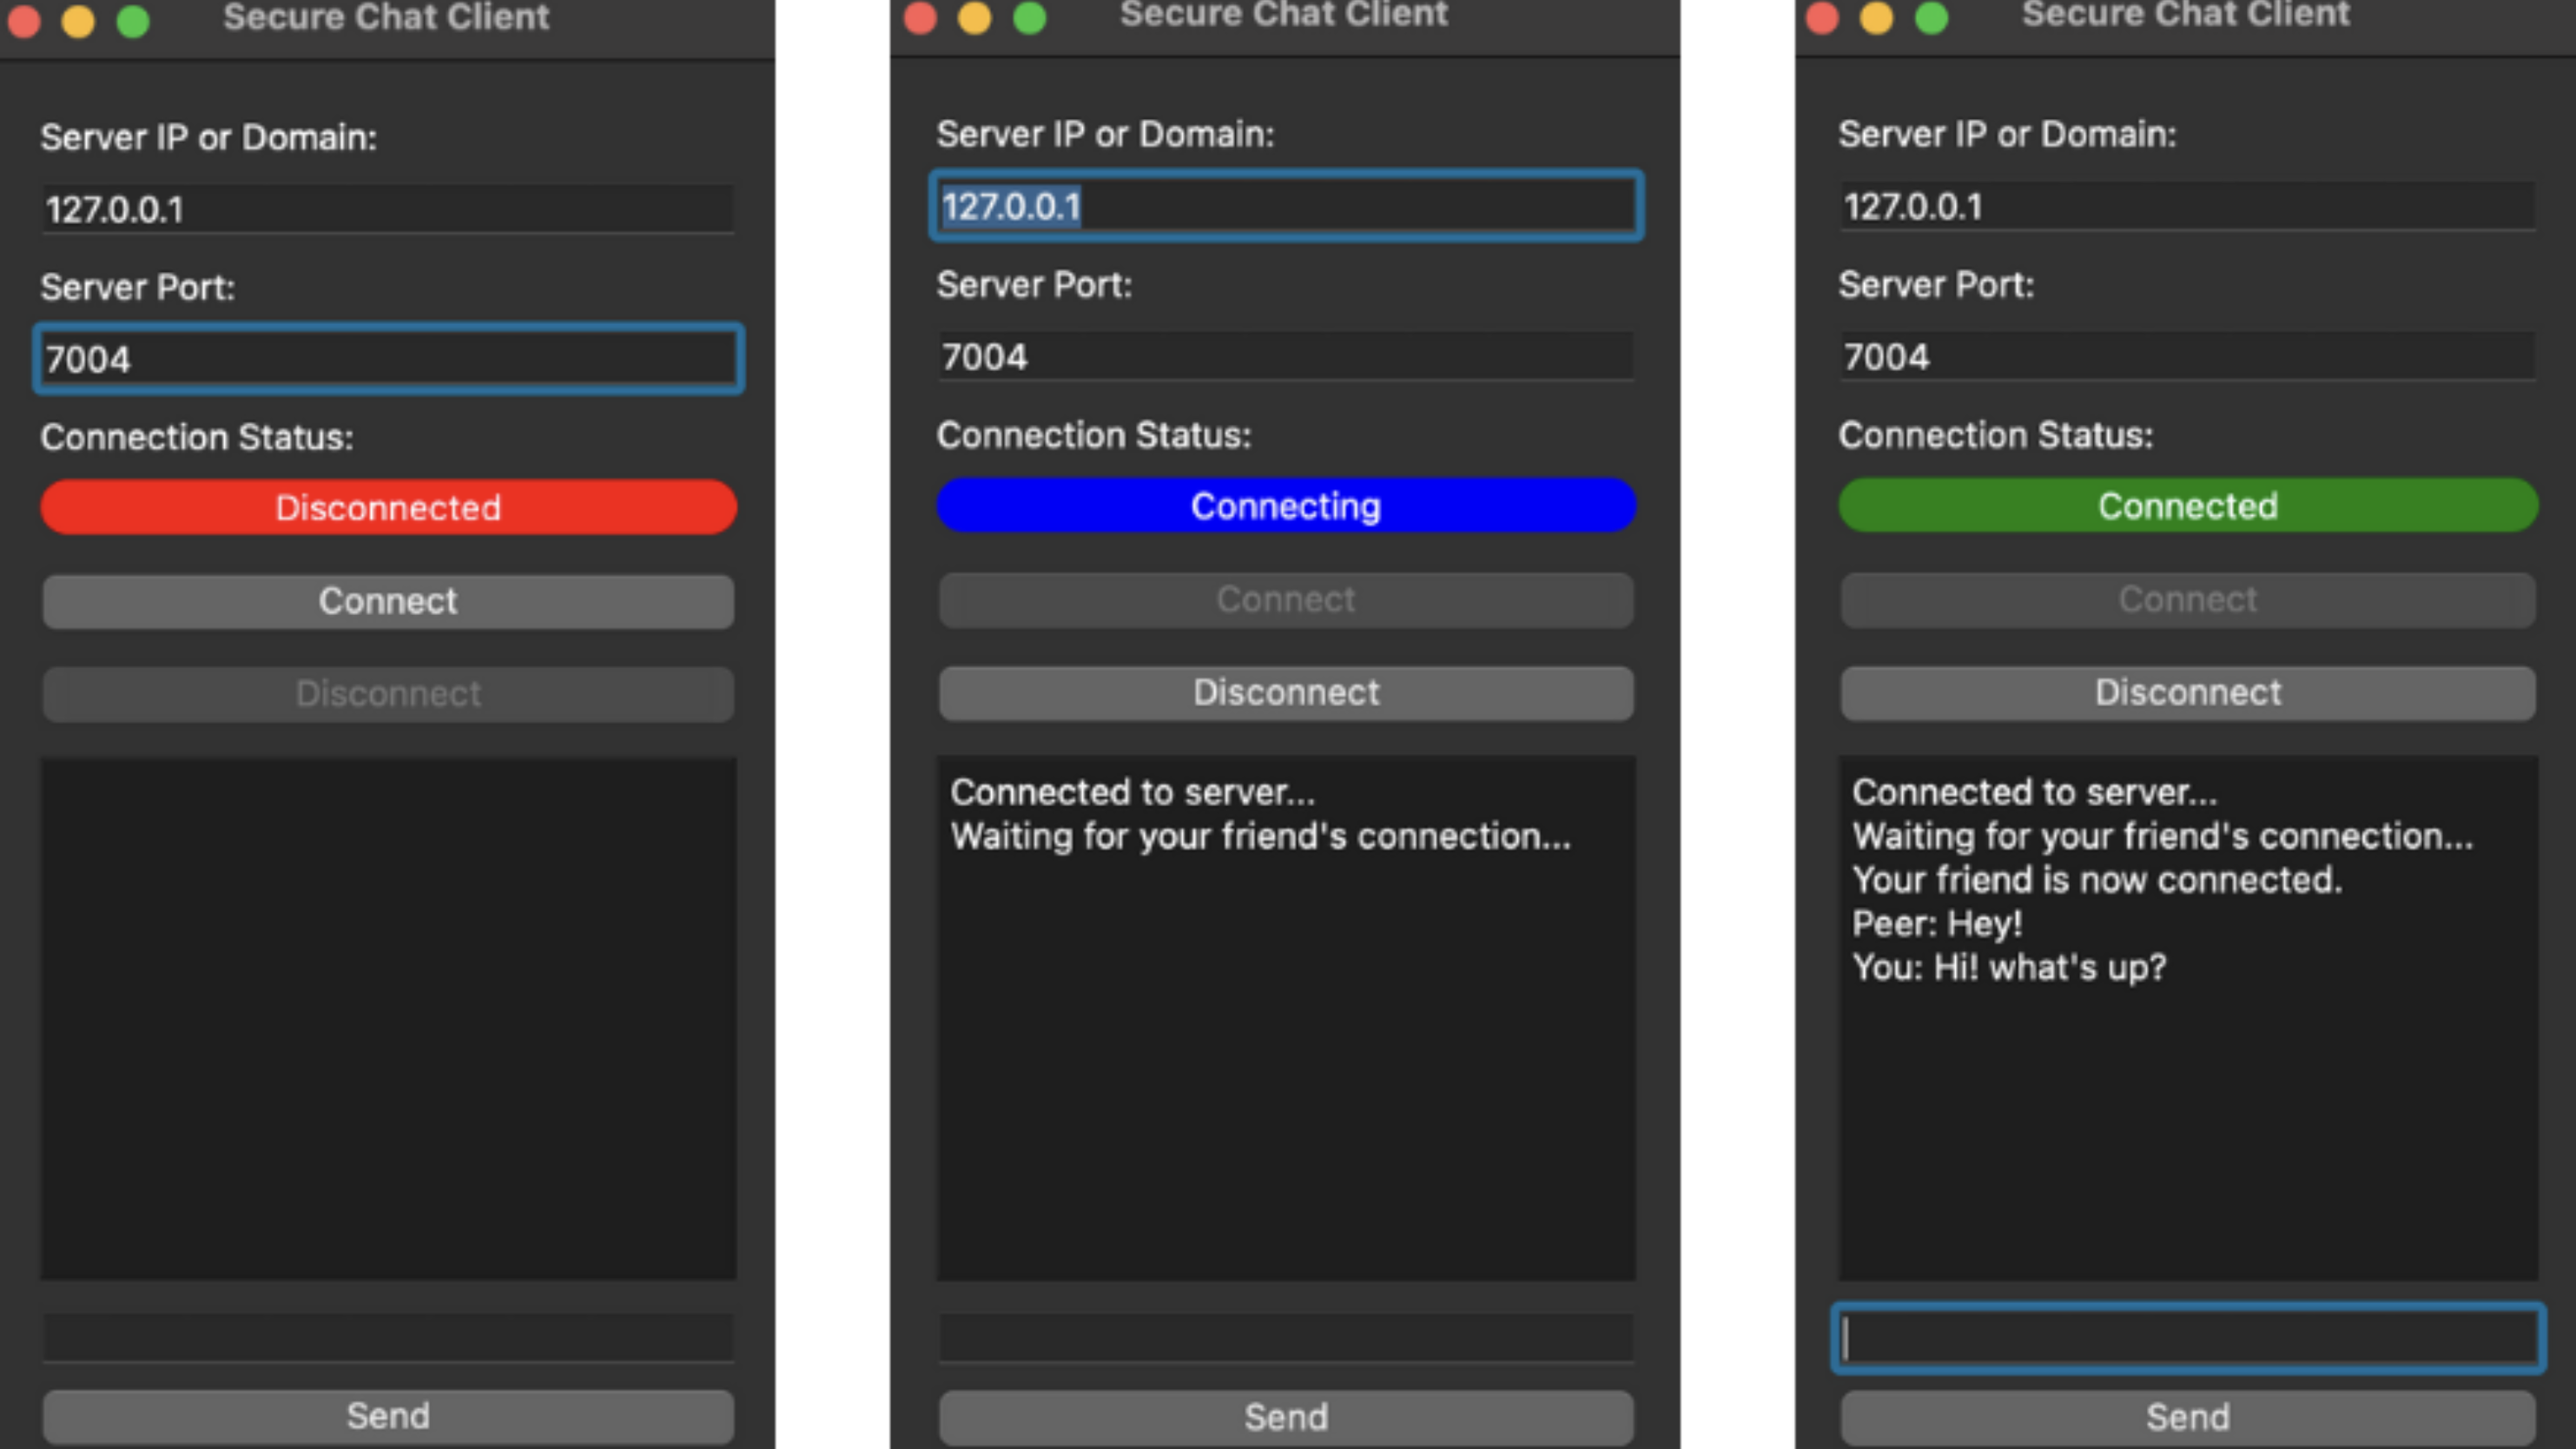 Secure Chat Client
Server IP or Domain:
127.0.0.1
Server Port:
7004
Connection Status:
Disconnected
Connect
Disconnect
Send
Secure Chat Client
Server IP or Domain:
127.0.0.1
Server Port:
7004
Connection Status:
Connecting
Connect
Disconnect
Connected to server...
Waiting for your friend's connection...
Send
Secure Chat Client
Server IP or Domain:
127.0.0.1
Server Port:
7004
Connection Status:
Connected
Connect
Disconnect
Connected to server...
Waiting for your friend's connection...
Your friend is now connected.
Peer: Hey!
You: Hi! what's up?
Send